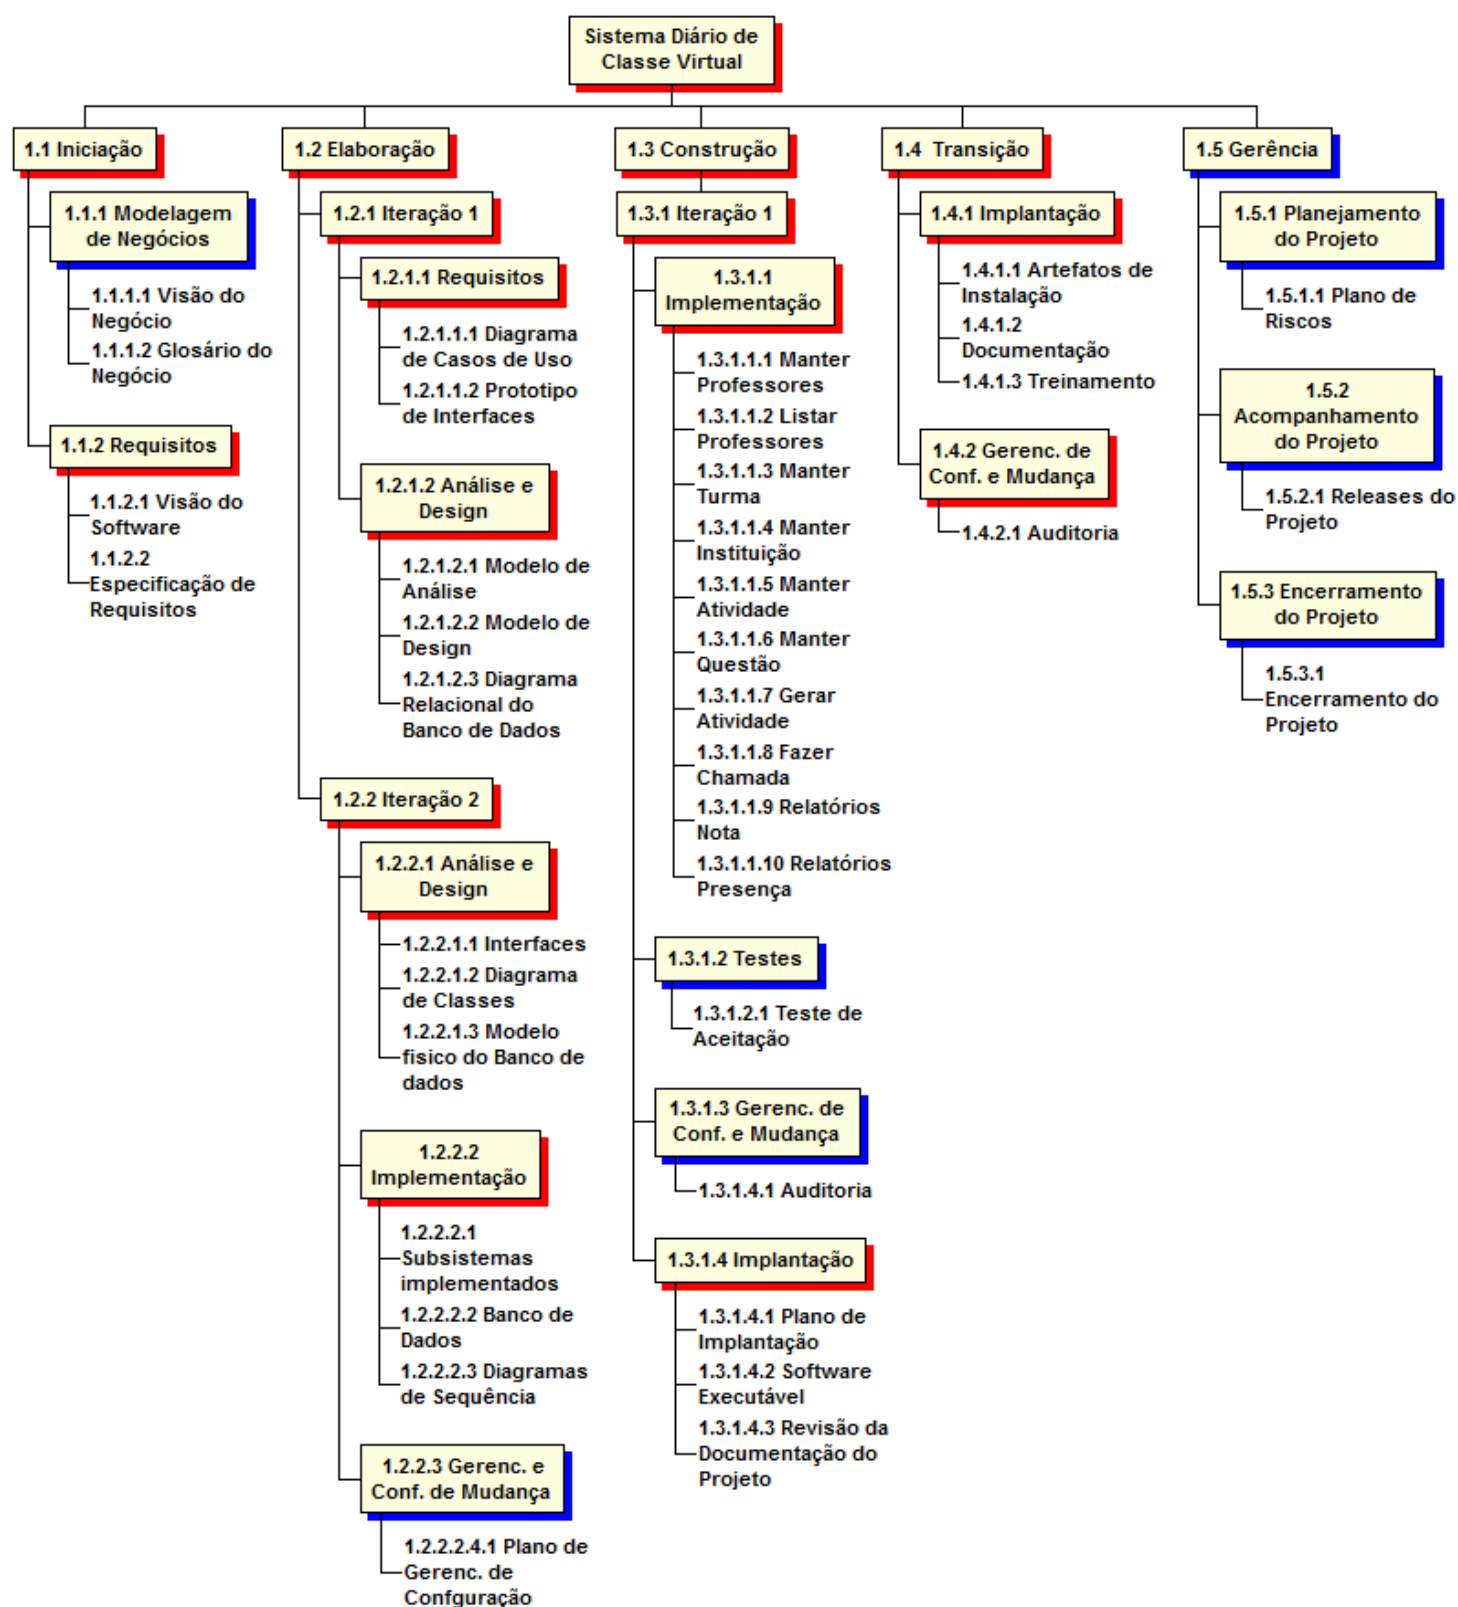 Sistema Diário de
Classe Virtual
1.1 Iniciação
1.1.1 Modelagem
de Negócios
1.1.1.1 Visão do
Negócio
1.1.1.2 Glosário do
Negócio
1.1.2 Requisitos
1.1.2.1 Visão do
Software
1.1.2.2
Especificação de
Requisitos
1.2 Elaboração
1.2.1 Iteração 1
1.2.1.1 Requisitos
1.2.1.1.1 Diagrama
de Casos de Uso
1.2.1.1.2 Prototipo
de Interfaces
1.2.1.2 Análise e
Design
1.2.1.2.1 Modelo de
Análise
1.2.1.2.2 Modelo de
Design
1.2.1.2.3 Diagrama
Relacional do
Banco de Dados
1.2.2 Iteração 2
1.2.2.1 Análise e
Design
1.2.2.1.1 Interfaces
1.2.2.1.2 Diagrama
de Classes
1.2.2.1.3 Modelo
fisico do Banco de
dados
1.2.2.2
Implementação
1.2.2.2.1
Subsistemas
implementados
1.2.2.2.2 Banco de
Dados
1.2.2.2.3 Diagramas
de Sequência
1.2.2.3 Gerenc. e
Conf. de Mudança
1.2.2.2.4.1 Plano de
Gerenc. de
Confguração
1.3 Construção
1.3.1 Iteração 1
1.3.1.1
Implementação
1.3.1.1.1 Manter
Professores
1.3.1.1.2 Listar
Professores
1.3.1.1.3 Manter
Turma
1.3.1.1.4 Manter
Instituição
1.3.1.1.5 Manter
Atividade
1.3.1.1.6 Manter
Questão
1.3.1.1.7 Gerar
Atividade
1.3.1.1.8 Fazer
Chamada
1.3.1.1.9 Relatórios
Nota
1.3.1.1.10 Relatórios
Presença
1.3.1.2 Testes
1.3.1.2.1 Teste de
Aceitação
1.3.1.3 Gerenc. de
Conf. e Mudança
1.3.1.4.1 Auditoria
1.3.1.4 Implantação
1.3.1.4.1 Plano de
Implantação
1.3.1.4.2 Software
Executável
1.3.1.4.3 Revisão da
Documentação do
Projeto
1.4 Transição
1.4.1 Implantação
1.4.1.1 Artefatos de
Instalação
1.4.1.2
Documentação
1.4.1.3 Treinamento
1.4.2 Gerenc. de
Conf. e Mudança
1.4.2.1 Auditoria
1.5 Gerência
1.5.1 Planejamento
do Projeto
1.5.1.1 Plano de
Riscos
1.5.2
Acompanhamento
do Projeto
1.5.2.1 Releases do
Projeto
1.5.3 Encerramento
do Projeto
1.5.3.1
Encerramento do
Projeto